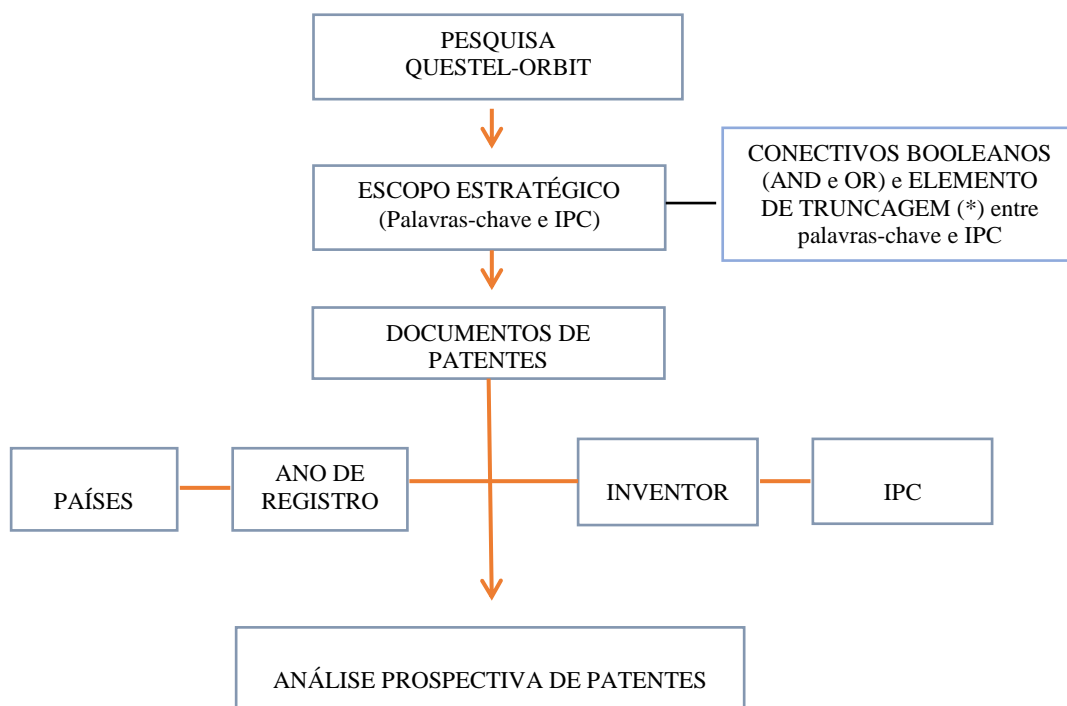 PESQUISA
QUESTEL-ORBIT
ESCOPO ESTRATÉGICO
(Palavras-chave e IPC)
CONECTIVOS BOOLEANOS
(AND e OR) e ELEMENTO
DE TRUNCAGEM (*) entre
palavras-chave e IPC
DOCUMENTOS DE
PATENTES
PAÍSES
ANO DE
REGISTRO
INVENTOR
IPC
ANÁLISE PROSPECTIVA DE PATENTES